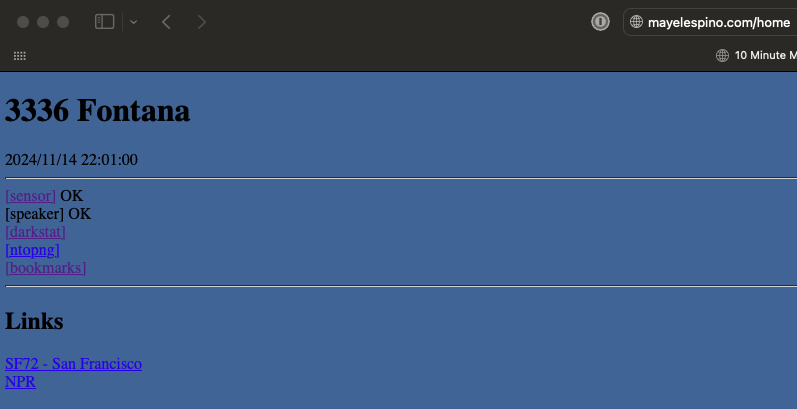 mayelespino.com/home
10 Minute M
3336 Fontana
2024/11/14 22:01:00
[sensor] OK
[speaker] OK
[darkstat]
[ntopng]
[bookmarks]
Links
SF72 - San Francisco
NPR